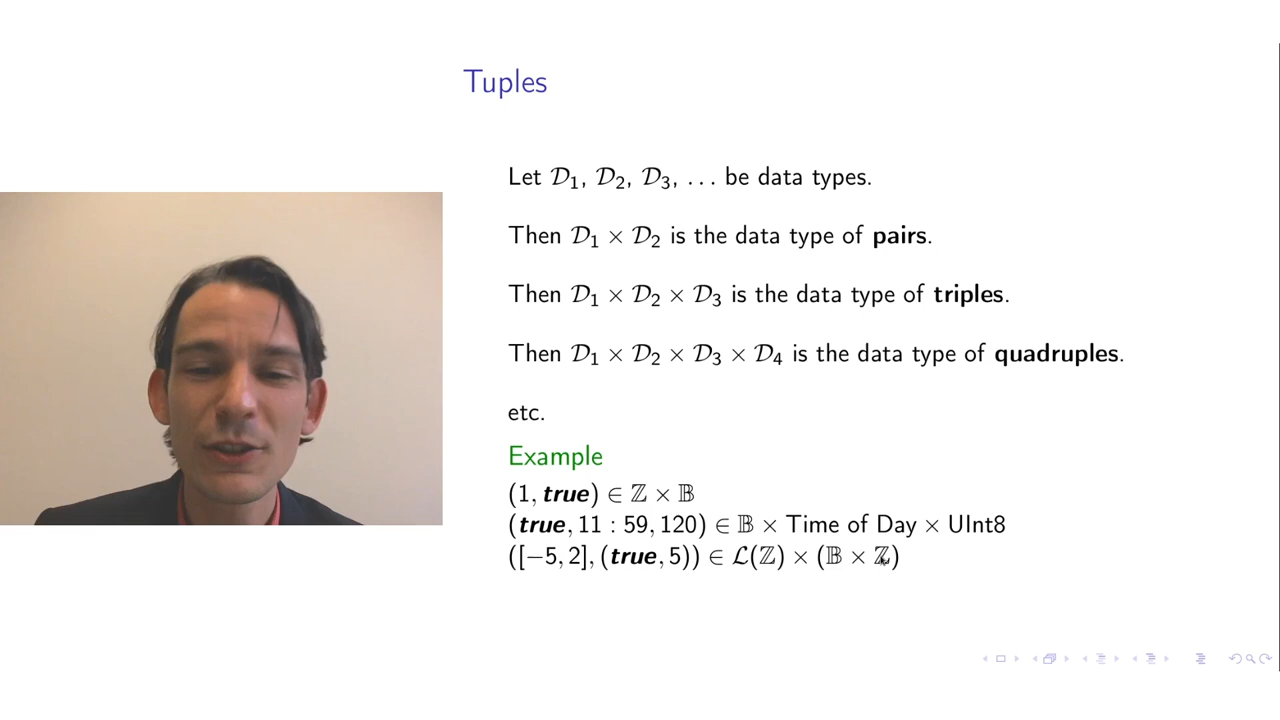 Tuples
Let 𝒟₁, 𝒟₂, 𝒟₃, … be data types.
Then 𝒟₁ × 𝒟₂ is the data type of pairs.
Then 𝒟₁ × 𝒟₂ × 𝒟₃ is the data type of triples.
Then 𝒟₁ × 𝒟₂ × 𝒟₃ × 𝒟₄ is the data type of quadruples.
etc.
Example
(1, true) ∈ ℤ × 𝔹
(true, 11 : 59, 120) ∈ 𝔹 × Time of Day × UInt8
([−5, 2], (true, 5)) ∈ ℒ(ℤ) × (𝔹 × ℤ)